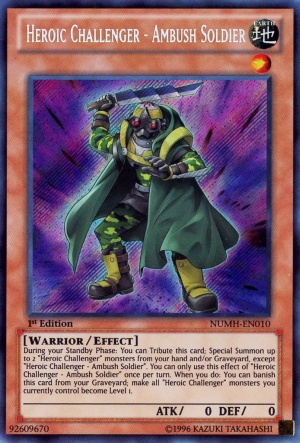 Heroic Challenger - Ambush Soldier
EARTH
地
1st Edition
NUMH-EN010
[WARRIOR / EFFECT]
During your Standby Phase: You can Tribute this card; Special Summon up
to 2 "Heroic Challenger" monsters from your hand and/or Graveyard, except
"Heroic Challenger - Ambush Soldier". You can only use this effect of "Heroic
Challenger - Ambush Soldier" once per turn. When you do: You can banish
this card from your Graveyard; make all "Heroic Challenger" monsters you
currently control become Level 1.
ATK/ 0 DEF/ 0
92609670
©1996 KAZUKI TAKAHASHI